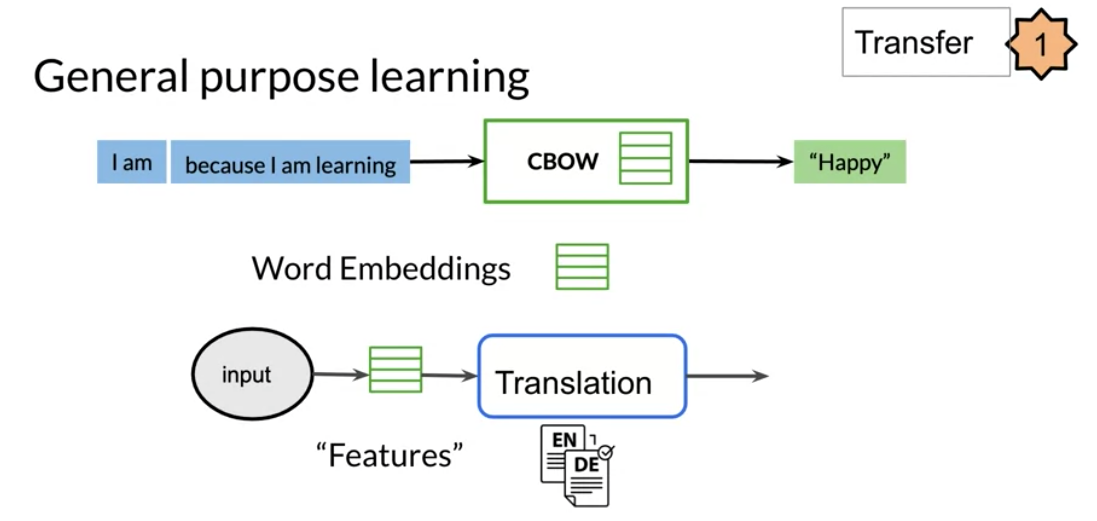 Transfer 1
General purpose learning
I am because I am learning CBOW “Happy”
Word Embeddings
input Translation
“Features”
EN
DE